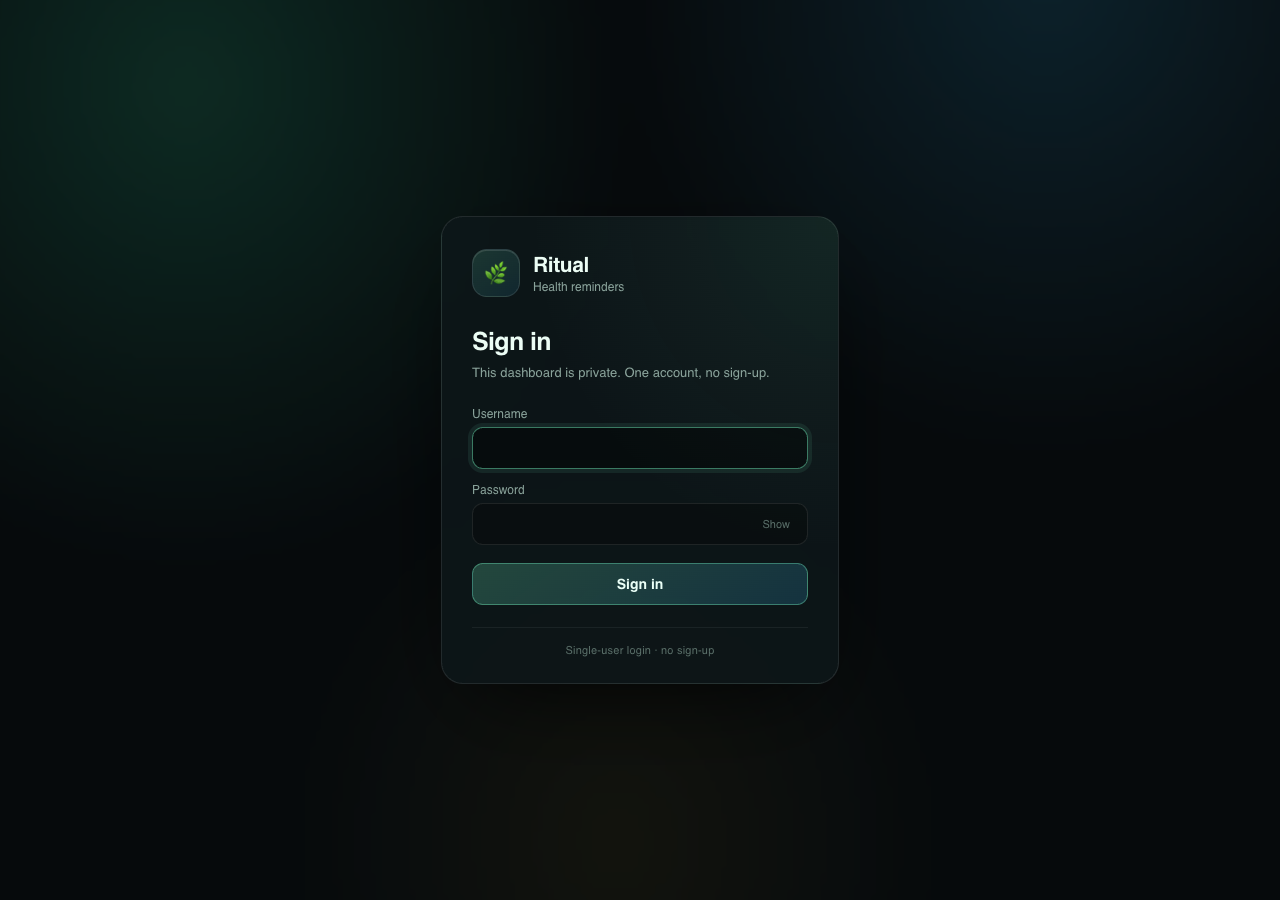 Ritual
Health reminders
Sign in
This dashboard is private. One account, no sign-up.
Username
Password
Show
Sign in
Single-user login · no sign-up